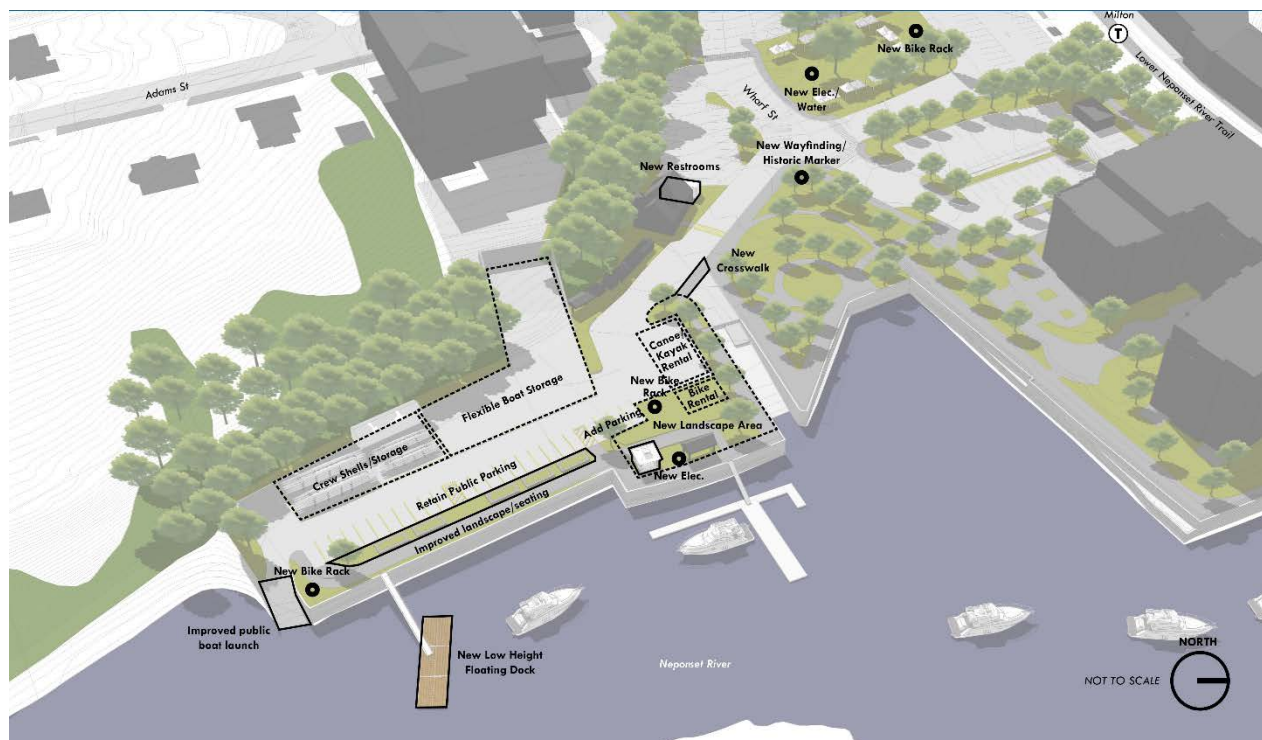 Milton
T
New Bike Rack
Lower Neponset River Trail
Adams St
New Elec./
Water
Wharf St
New Wayfinding/
Historic Marker
New Restrooms
New
Crosswalk
Canoe/
Kayak
Rental
New Bike
Rack
Bike
Rental
Flexible Boat Storage
Add Parking
New Landscape Area
Crew Shells/Storage
Retain Public Parking
New Elec.
Improved landscape/seating
New Bike Rack
Improved public
boat launch
New Low Height
Floating Dock
Neponset River
NORTH
NOT TO SCALE